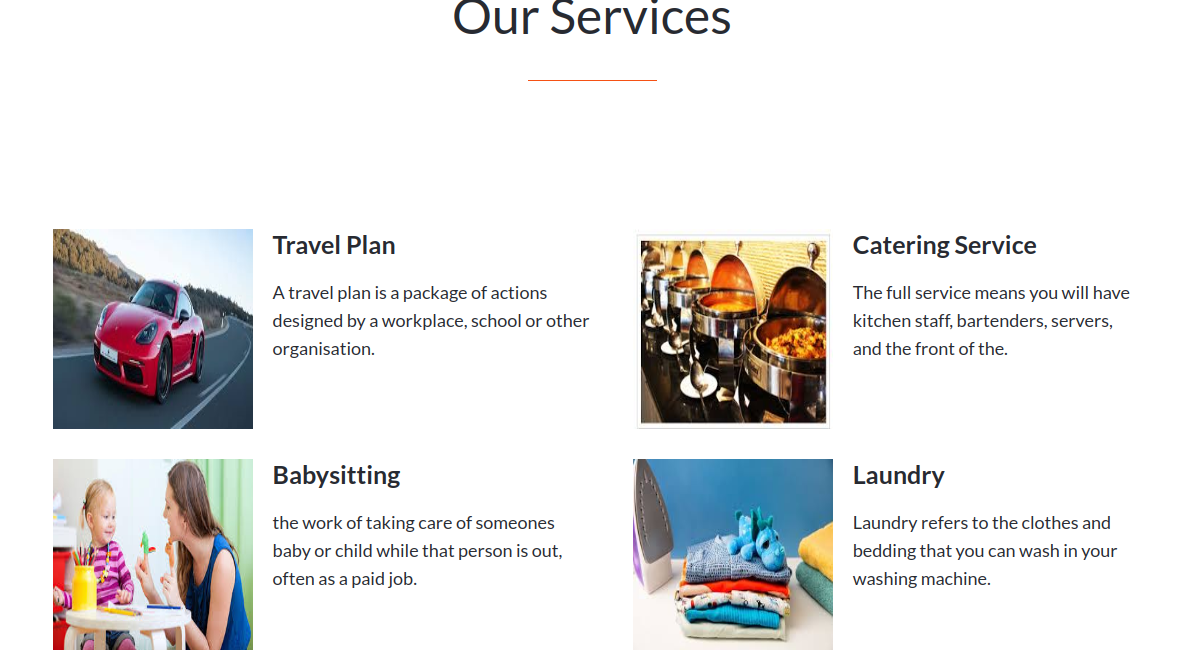 Our Services
Travel Plan
A travel plan is a package of actions
designed by a workplace, school or other
organisation.
Catering Service
The full service means you will have
kitchen staff, bartenders, servers,
and the front of the.
Babysitting
the work of taking care of someones
baby or child while that person is out,
often as a paid job.
Laundry
Laundry refers to the clothes and
bedding that you can wash in your
washing machine.